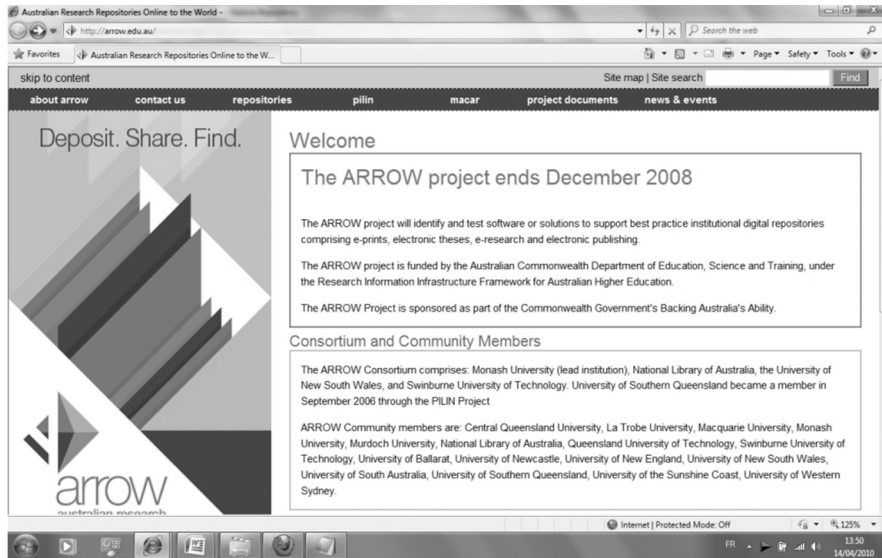 Australian Research Repositories Online to the World -
http://arrow.edu.au/
Search the web
Favorites
Australian Research Repositories Online to the W...
Page
Safety
Tools
skip to content
Site map | Site search
Find
about arrow
contact us
repositories
pilin
macar
project documents
news & events
Deposit. Share. Find.
Welcome
The ARROW project ends December 2008
The ARROW project will identify and test software or solutions to support best practice institutional digital repositories
comprising e-prints, electronic theses, e-research and electronic publishing.
The ARROW project is funded by the Australian Commonwealth Department of Education, Science and Training, under
the Research Information Infrastructure Framework for Australian Higher Education.
The ARROW Project is sponsored as part of the Commonwealth Government's Backing Australia's Ability.
Consortium and Community Members
The ARROW Consortium comprises: Monash University (lead institution), National Library of Australia, the University of
New South Wales, and Swinburne University of Technology. University of Southern Queensland became a member in
September 2006 through the PILIN Project
ARROW Community members are: Central Queensland University, La Trobe University, Macquarie University, Monash
University, Murdoch University, National Library of Australia, Queensland University of Technology, Swinburne University of
Technology, University of Ballarat, University of Newcastle, University of New England, University of New South Wales,
University of South Australia, University of Southern Queensland, University of the Sunshine Coast, University of Western
Sydney.
arrow
australian research
Internet | Protected Mode: Off
125%
FR
13:50
14/04/2010